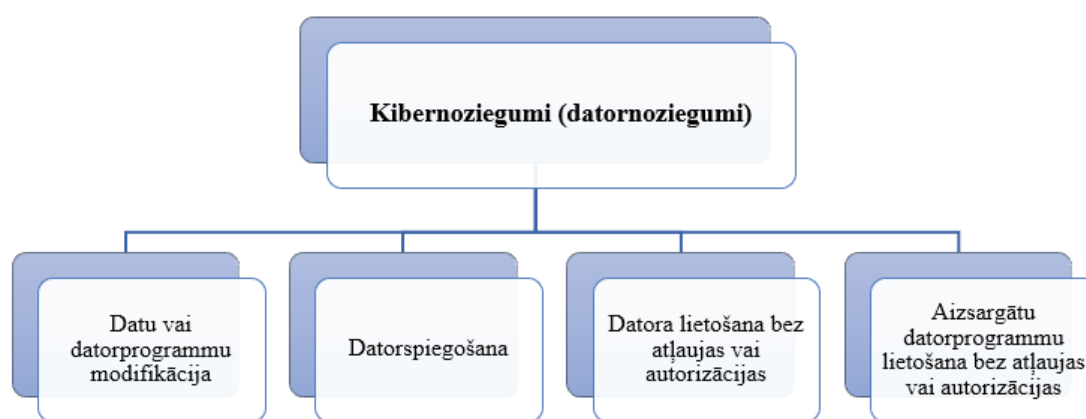 Kibernoziegumi (datornoziegumi)
Datu vai
datorprogrammu
modifikācija
Datorspiegošana
Datora lietošana bez
atļaujas vai
autorizācijas
Aizsargātu
datorprogrammu
lietošana bez atļaujas
vai autorizācijas